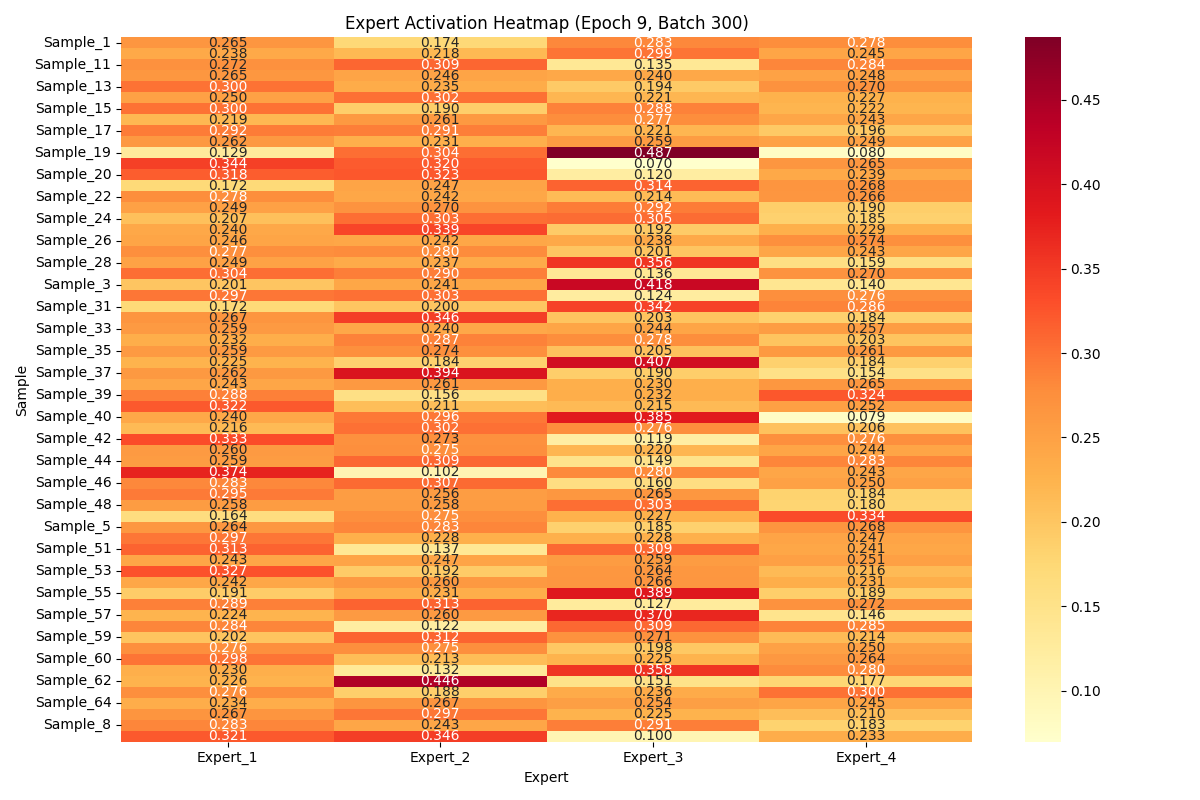 Expert Activation Heatmap (Epoch 9, Batch 300)
Sample_1 0.265 0.174 0.283 0.278
0.238 0.218 0.299 0.245
Sample_11 0.272 0.309 0.135 0.284
0.265 0.246 0.240 0.248
Sample_13 0.300 0.235 0.194 0.270
0.250 0.302 0.221 0.227
Sample_15 0.300 0.190 0.288 0.222
0.219 0.261 0.277 0.243
Sample_17 0.292 0.291 0.221 0.196
0.262 0.231 0.259 0.249
Sample_19 0.129 0.304 0.487 0.080
0.344 0.320 0.070 0.265
Sample_20 0.318 0.323 0.120 0.239
0.172 0.247 0.314 0.268
Sample_22 0.278 0.242 0.214 0.266
0.249 0.270 0.292 0.190
Sample_24 0.207 0.303 0.305 0.185
0.240 0.339 0.192 0.229
Sample_26 0.246 0.242 0.238 0.274
0.277 0.280 0.201 0.243
Sample_28 0.249 0.237 0.356 0.159
0.304 0.290 0.136 0.270
Sample_3 0.201 0.241 0.418 0.140
0.297 0.303 0.124 0.276
Sample_31 0.172 0.200 0.342 0.286
0.267 0.346 0.203 0.184
Sample_33 0.259 0.240 0.244 0.257
0.232 0.287 0.278 0.203
Sample_35 0.259 0.274 0.205 0.261
0.225 0.184 0.407 0.184
Sample_37 0.262 0.394 0.190 0.154
0.243 0.261 0.230 0.265
Sample_39 0.288 0.156 0.232 0.324
0.322 0.211 0.215 0.252
Sample_40 0.240 0.296 0.385 0.079
0.216 0.302 0.276 0.206
Sample_42 0.333 0.273 0.119 0.276
0.260 0.275 0.220 0.244
Sample_44 0.259 0.309 0.149 0.283
0.374 0.102 0.280 0.243
Sample_46 0.283 0.307 0.160 0.250
0.295 0.256 0.265 0.184
Sample_48 0.258 0.258 0.303 0.180
0.164 0.275 0.227 0.334
Sample_5 0.264 0.283 0.185 0.268
0.297 0.228 0.228 0.247
Sample_51 0.313 0.137 0.309 0.241
0.243 0.247 0.259 0.251
Sample_53 0.327 0.192 0.264 0.216
0.242 0.260 0.266 0.231
Sample_55 0.191 0.231 0.389 0.189
0.289 0.313 0.127 0.272
Sample_57 0.224 0.260 0.370 0.146
0.284 0.122 0.309 0.285
Sample_59 0.202 0.312 0.271 0.214
0.276 0.275 0.198 0.250
Sample_60 0.298 0.213 0.225 0.264
0.230 0.132 0.358 0.280
Sample_62 0.226 0.446 0.151 0.177
0.276 0.188 0.236 0.300
Sample_64 0.234 0.267 0.254 0.245
0.267 0.297 0.225 0.210
Sample_8 0.283 0.243 0.291 0.183
0.321 0.346 0.100 0.233
Sample
Expert_1 Expert_2 Expert_3 Expert_4
Expert
0.45
0.40
0.35
0.30
0.25
0.20
0.15
0.10